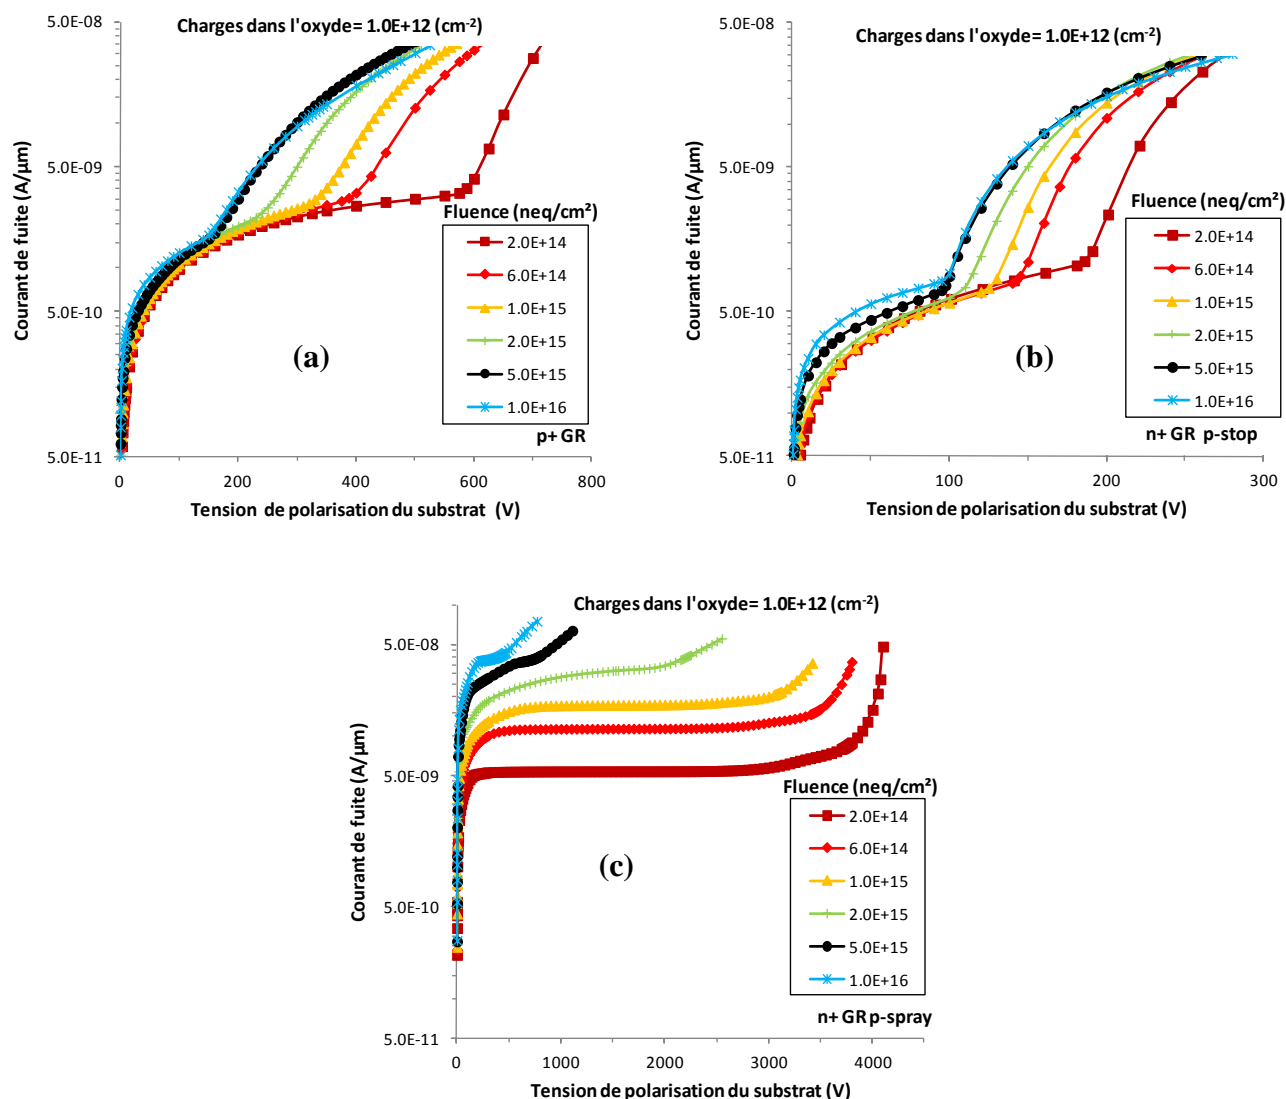 Charges dans l'oxyde= 1.0E+12 (cm-2)
5.0E-08
5.0E-09
5.0E-10
5.0E-11
Courant de fuite (A/µm)
Fluence (neq/cm²)
2.0E+14
6.0E+14
1.0E+15
2.0E+15
5.0E+15
1.0E+16
(a)
p+ GR
0 200 400 600 800
Tension de polarisation du substrat (V)
Charges dans l'oxyde= 1.0E+12 (cm-2)
5.0E-08
5.0E-09
5.0E-10
5.0E-11
Courant de fuite (A/µm)
Fluence (neq/cm²)
2.0E+14
6.0E+14
1.0E+15
2.0E+15
5.0E+15
1.0E+16
(b)
n+ GR p-stop
0 100 200 300
Tension de polarisation du substrat (V)
Charges dans l'oxyde= 1.0E+12 (cm-2)
5.0E-08
5.0E-09
5.0E-10
5.0E-11
Courant de fuite (A/µm)
Fluence (neq/cm²)
2.0E+14
6.0E+14
1.0E+15
2.0E+15
5.0E+15
1.0E+16
(c)
n+ GR p-spray
0 1000 2000 3000 4000
Tension de polarisation du substrat (V)